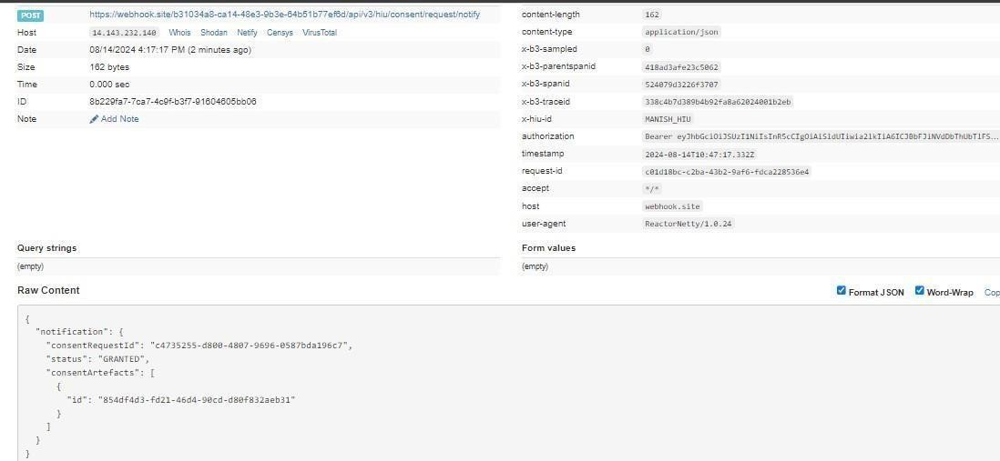 POST https://webhook.site/b31034a8-ca14-48e3-9b3e-64b51b77ef6d/api/v3/hiu/consent/request/notify
Host 14.143.232.140 Whois Shodan Netify Censys VirusTotal
Date 08/14/2024 4:17:17 PM (2 minutes ago)
Size 162 bytes
Time 0.000 sec
ID 8b229fa7-7ca7-4c9f-b3f7-91604605bb06
Note Add Note
content-length 162
content-type application/json
x-b3-sampled 0
x-b3-parentspanid 418ad3afe23c5062
x-b3-spanid 524079d3226f3707
x-b3-traceid 338c4b7d389b4b92fa8a62024001b2eb
x-hiu-id MANISH_HIU
authorization Bearer
timestamp 2024-08-14T10:47:17.332Z
request-id c01d18bc-c2ba-43b2-9af6-fdca228536e4
accept */*
host webhook.site
user-agent ReactorNetty/1.0.24
Query strings
(empty)
Form values
(empty)
Raw Content
Format JSON Word-Wrap Cop
{
"notification": {
"consentRequestId": "c4735255-d800-4807-9696-0587bda196c7",
"status": "GRANTED",
"consentArtefacts": [
{
"id": "854df4d3-fd21-46d4-90cd-d80f832aeb31"
}
]
}
}